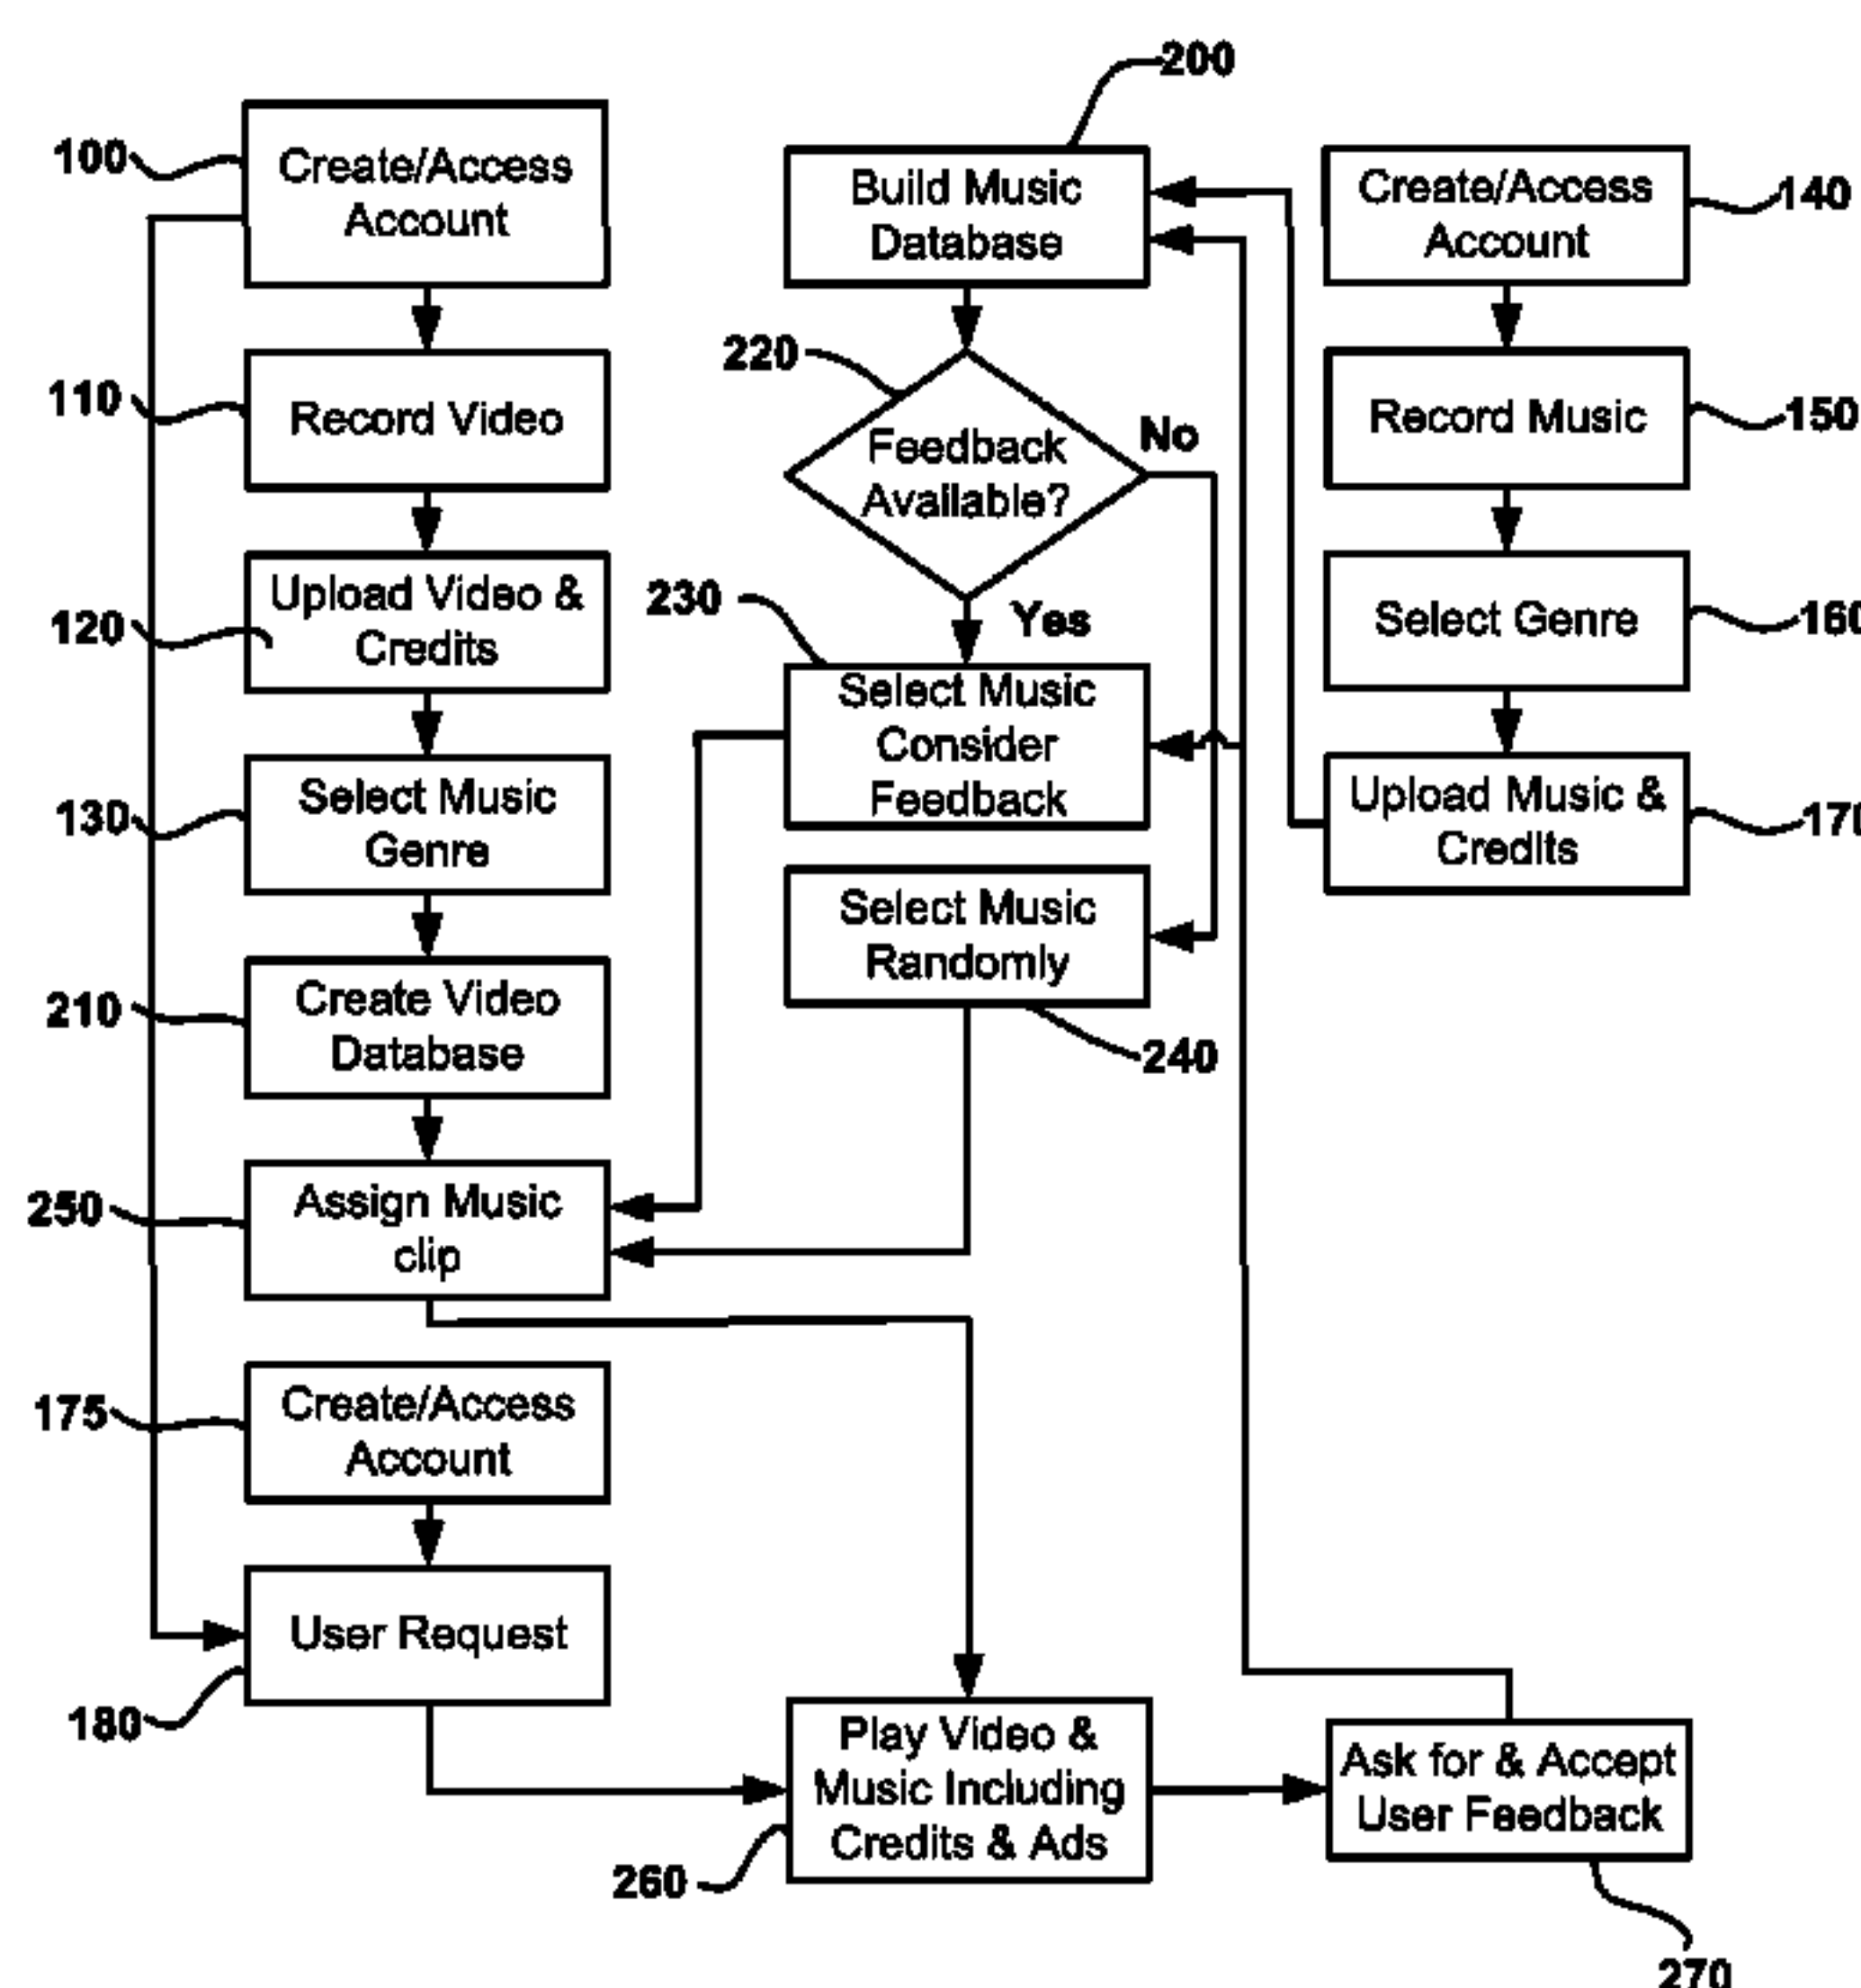 200
100
Create/Access
Account
Build Music
Database
Create/Access
Account
140
110
Record Video
220
Feedback
Available?
No
Record Music
150
120
Upload Video &
Credits
230
Yes
Select Genre
160
130
Select Music
Genre
Select Music
Consider
Feedback
Upload Music &
Credits
170
210
Create Video
Database
Select Music
Randomly
240
250
Assign Music
clip
175
Create/Access
Account
User Request
180
Play Video &
Music Including
Credits & Ads
260
Ask for & Accept
User Feedback
270